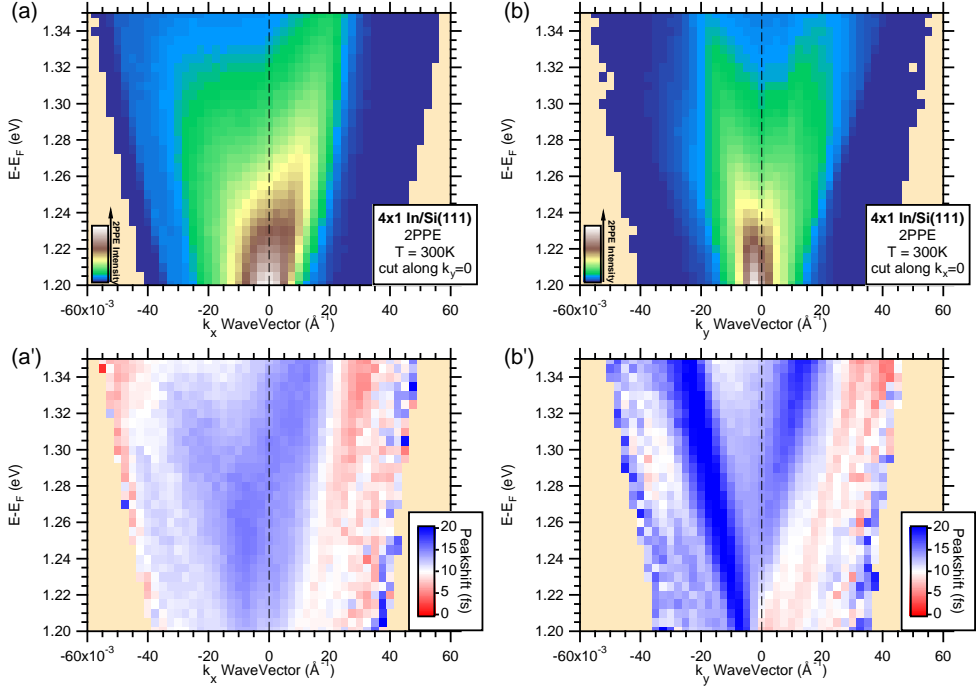 (a)
(b)
1.34
1.32
1.30
1.28
1.26
1.24
1.22
1.20
E-E_F (eV)
2PPE Intensity
4x1 In/Si(111)
2PPE
T = 300K
cut along k_y=0
-60x10^-3
-40
-20
0
20
40
60
k_x WaveVector (Å^-1)
1.34
1.32
1.30
1.28
1.26
1.24
1.22
1.20
E-E_F (eV)
2PPE Intensity
4x1 In/Si(111)
2PPE
T = 300K
cut along k_x=0
-60x10^-3
-40
-20
0
20
40
60
k_y WaveVector (Å^-1)
(a')
(b')
1.34
1.32
1.30
1.28
1.26
1.24
1.22
1.20
E-E_F (eV)
20
15
10
5
0
Peakshift (fs)
-60x10^-3
-40
-20
0
20
40
60
k_x WaveVector (Å^-1)
1.34
1.32
1.30
1.28
1.26
1.24
1.22
1.20
E-E_F (eV)
20
15
10
5
0
Peakshift (fs)
-60x10^-3
-40
-20
0
20
40
60
k_y WaveVector (Å^-1)